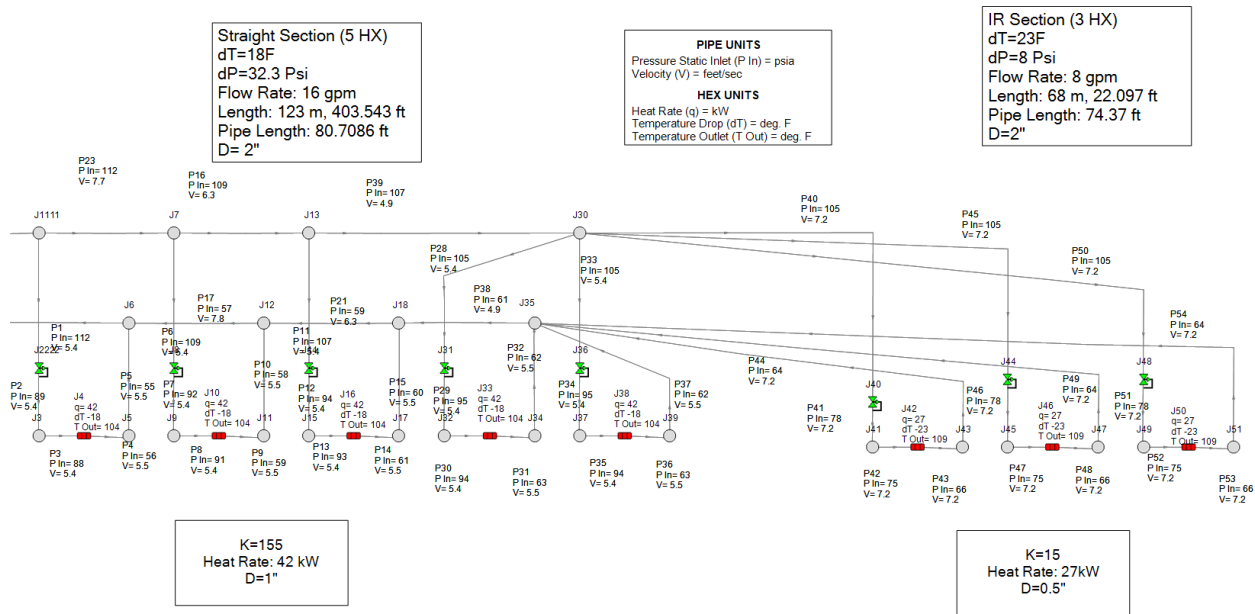 Straight Section (5 HX)
dT=18F
dP=32.3 Psi
Flow Rate: 16 gpm
Length: 123 m, 403.543 ft
Pipe Length: 80.7086 ft
D= 2"
PIPE UNITS
Pressure Static Inlet (P In) = psia
Velocity (V) = feet/sec
HEX UNITS
Heat Rate (q) = kW
Temperature Drop (dT) = deg. F
Temperature Outlet (T Out) = deg. F
IR Section (3 HX)
dT=23F
dP=8 Psi
Flow Rate: 8 gpm
Length: 68 m, 22.097 ft
Pipe Length: 74.37 ft
D=2"
P23
P In= 112
V= 7.7
P16
P In= 109
V= 6.3
P39
P In= 107
V= 4.9
P40
P In= 105
V= 7.2
P45
P In= 105
V= 7.2
P50
P In= 105
V= 7.2
J1111
J7
J13
J30
P28
P In= 105
V= 5.4
P33
P In= 105
V= 5.4
J6
P17
P In= 57
V= 7.8
J12
P21
P In= 59
V= 6.3
J18
P38
P In= 61
V= 4.9
J35
P1
P In= 112
V= 5.4
J2222
P6
P In= 109
V= 5.4
P11
P In= 107
V= 5.4
J31
P32
P In= 62
V= 5.5
J36
P44
P In= 64
V= 7.2
J44
J48
P54
P In= 64
V= 7.2
P2
P In= 89
V= 5.4
P5
P In= 55
V= 5.5
P7
P In= 92
V= 5.4
P10
P In= 58
V= 5.5
P12
P In= 94
V= 5.4
P15
P In= 60
V= 5.5
P29
P In= 95
V= 5.4
P34
P In= 95
V= 5.4
P37
P In= 62
V= 5.5
J40
P41
P In= 78
V= 7.2
P46
P In= 78
V= 7.2
P49
P In= 64
V= 7.2
P51
P In= 78
V= 7.2
J4
q= 42
dT -18
T Out= 104
J10
q= 42
dT -18
T Out= 104
J16
q= 42
dT -18
T Out= 104
J33
q= 42
dT -18
T Out= 104
J38
q= 42
dT -18
T Out= 104
J42
q= 27
dT -23
T Out= 109
J46
q= 27
dT -23
T Out= 109
J50
q= 27
dT -23
T Out= 109
J3
J5
J9
J11
J15
J17
J32
J34
J37
J39
J41
J43
J45
J47
J49
J51
P3
P In= 88
V= 5.4
P4
P In= 56
V= 5.5
P8
P In= 91
V= 5.4
P9
P In= 59
V= 5.5
P13
P In= 93
V= 5.4
P14
P In= 61
V= 5.5
P30
P In= 94
V= 5.4
P31
P In= 63
V= 5.5
P35
P In= 94
V= 5.4
P36
P In= 63
V= 5.5
P42
P In= 75
V= 7.2
P43
P In= 66
V= 7.2
P47
P In= 75
V= 7.2
P48
P In= 66
V= 7.2
P52
P In= 75
V= 7.2
P53
P In= 66
V= 7.2
K=155
Heat Rate: 42 kW
D=1"
K=15
Heat Rate: 27kW
D=0.5"